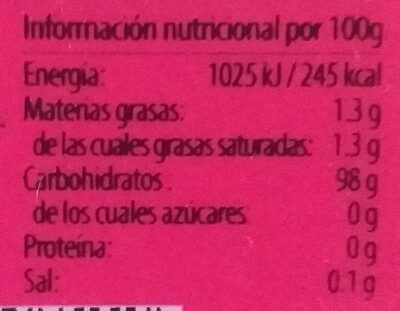 Información nutricional por 100g
Energía: 1025 kJ / 245 kcal
Materias grasas: 1.3 g
de las cuales grasas saturadas: 1.3 g
Carbohidratos: 98 g
de los cuales azúcares 0 g
Proteína: 0 g
Sal: 0.1 g